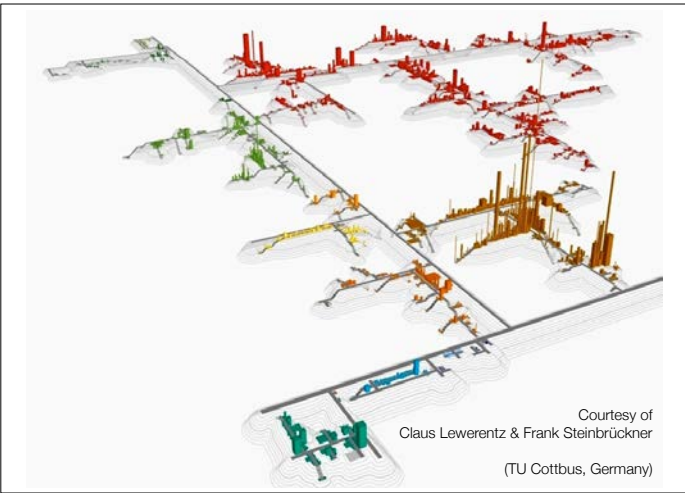 Courtesy of
Claus Lewerentz & Frank Steinbrückner
(TU Cottbus, Germany)